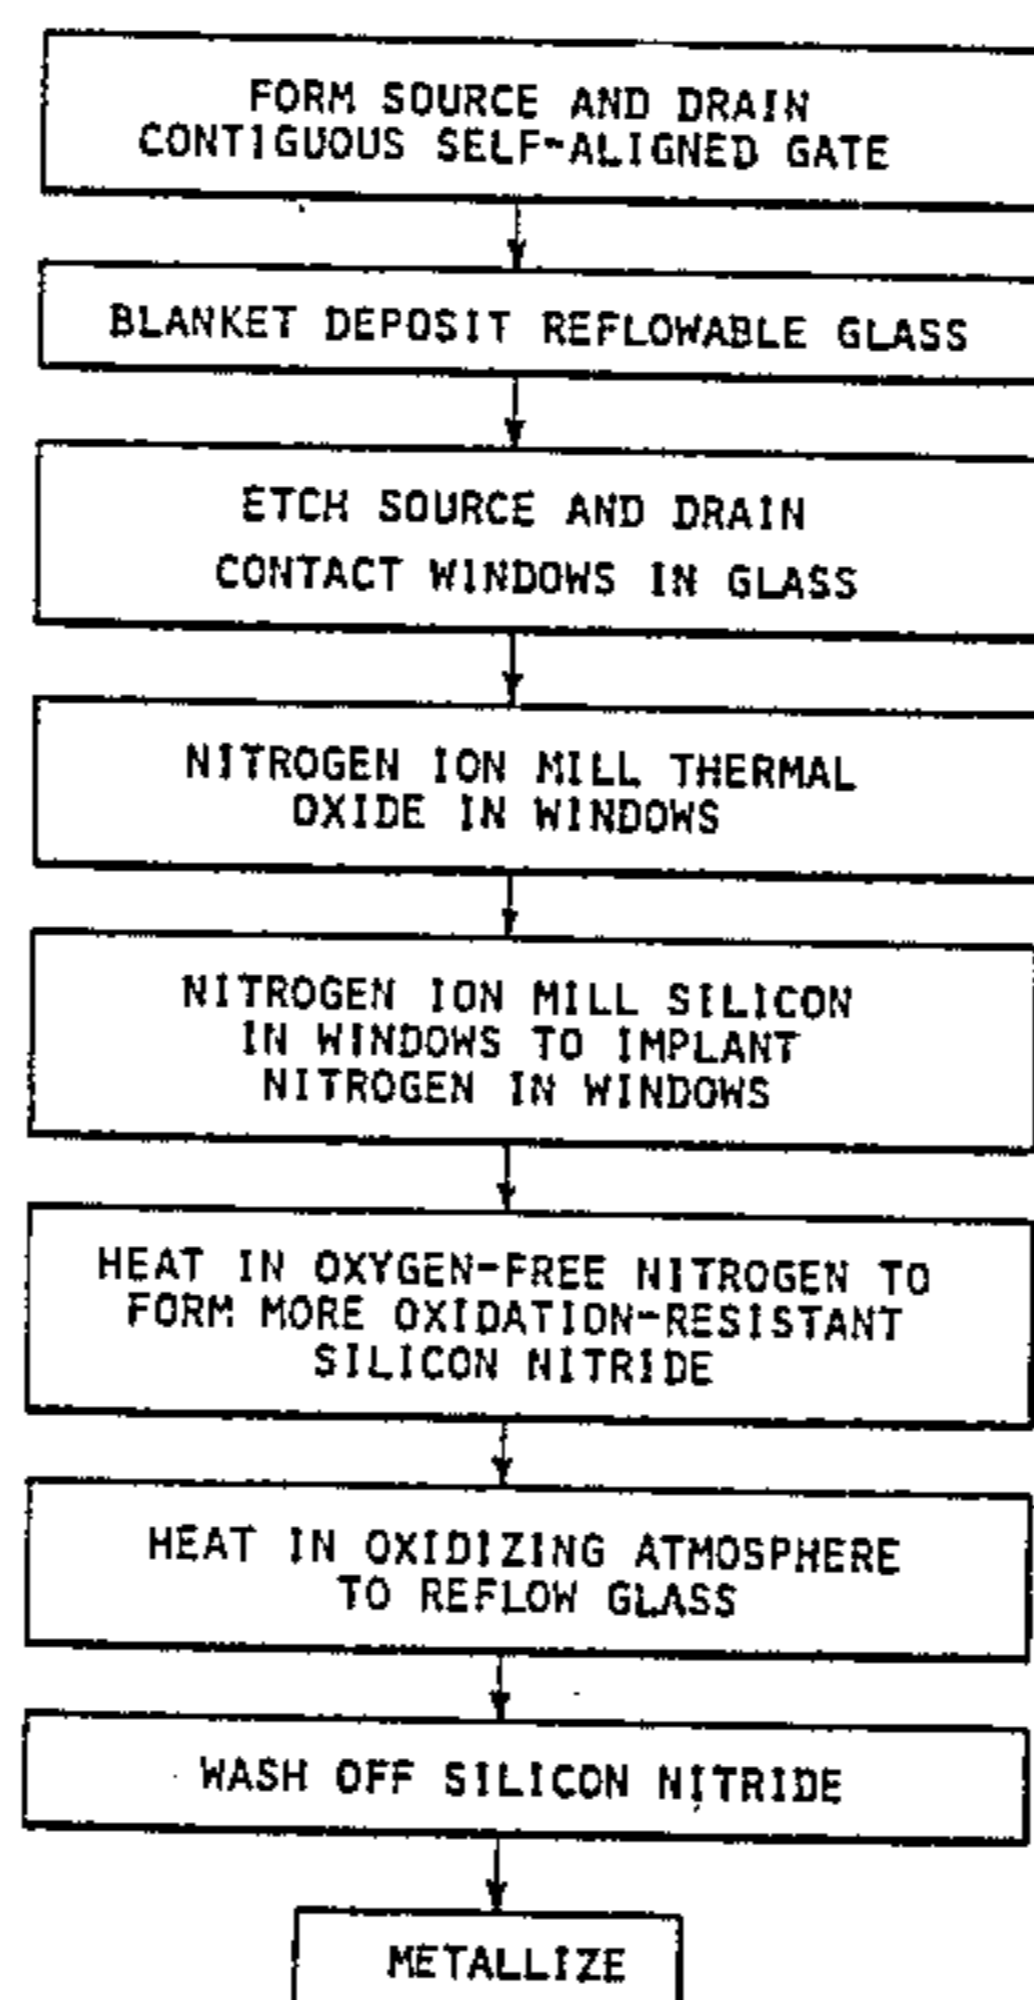 FORM SOURCE AND DRAIN
CONTIGUOUS SELF-ALIGNED GATE
BLANKET DEPOSIT REFLOWABLE GLASS
ETCH SOURCE AND DRAIN
CONTACT WINDOWS IN GLASS
NITROGEN ION MILL THERMAL
OXIDE IN WINDOWS
NITROGEN ION MILL SILICON
IN WINDOWS TO IMPLANT
NITROGEN IN WINDOWS
HEAT IN OXYGEN-FREE NITROGEN TO
FORM MORE OXIDATION-RESISTANT
SILICON NITRIDE
HEAT IN OXIDIZING ATMOSPHERE
TO REFLOW GLASS
WASH OFF SILICON NITRIDE
METALLIZE